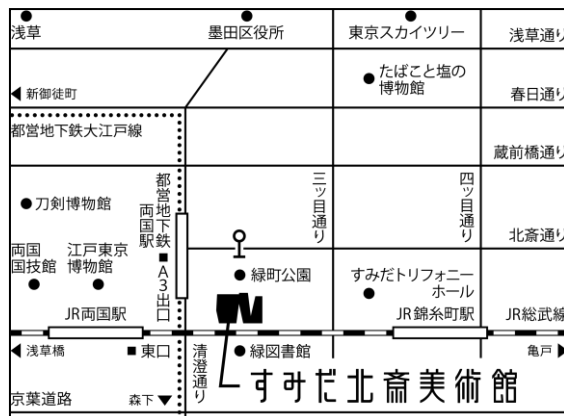 浅草
墨田区役所
東京スカイツリー
浅草通り
たばこと塩の
博物館
新御徒町
春日通り
都営地下鉄大江戸線
蔵前橋通り
都営地下鉄
両国駅
A3出口
三ッ目通り
四ッ目通り
刀剣博物館
北斎通り
両国
国技館
江戸東京
博物館
緑町公園
すみだトリフォニー
ホール
JR両国駅
JR錦糸町駅
JR総武線
浅草橋
東口
清澄通り
緑図書館
亀戸
すみだ北斎美術館
京葉道路
森下